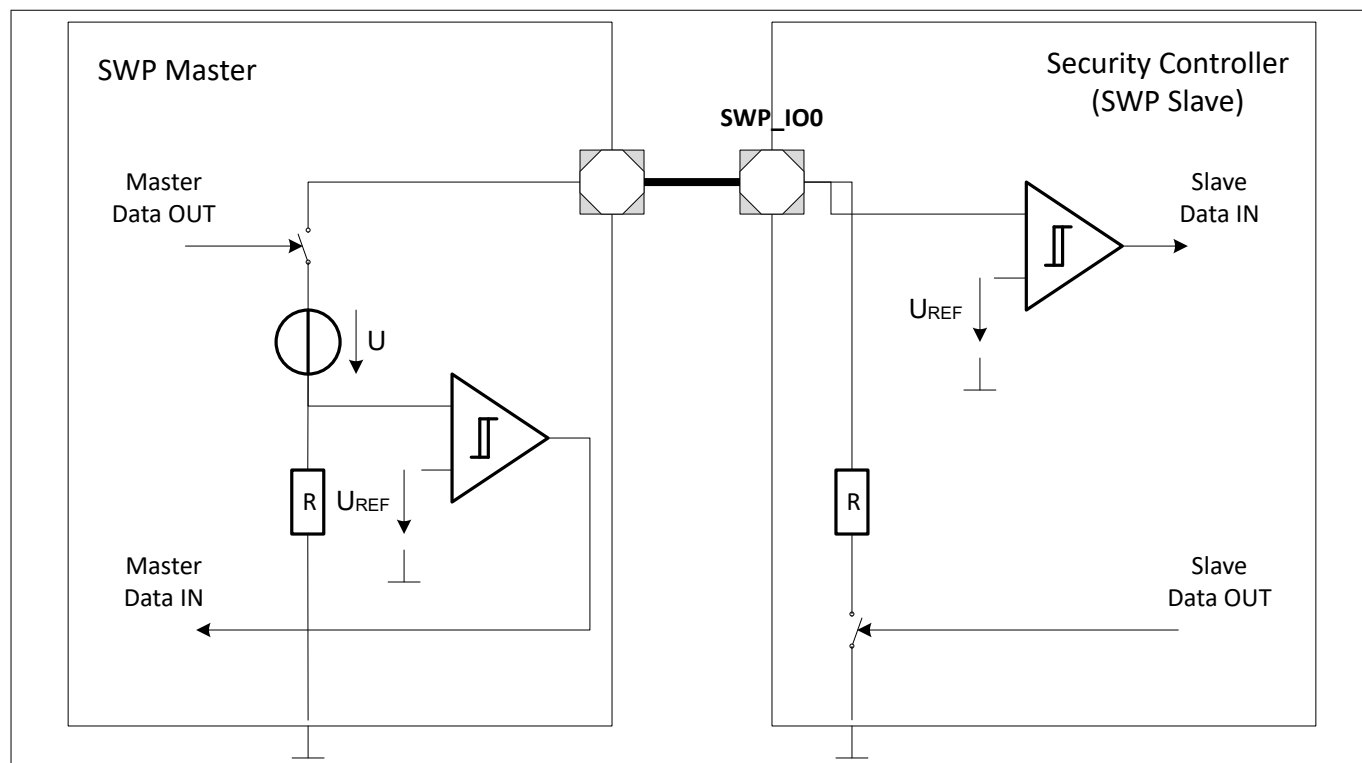 SWP Master
Security Controller
(SWP Slave)
SWP_IO0
Master
Data OUT
Slave
Data IN
U
UREF
R
UREF
R
Master
Data IN
Slave
Data OUT